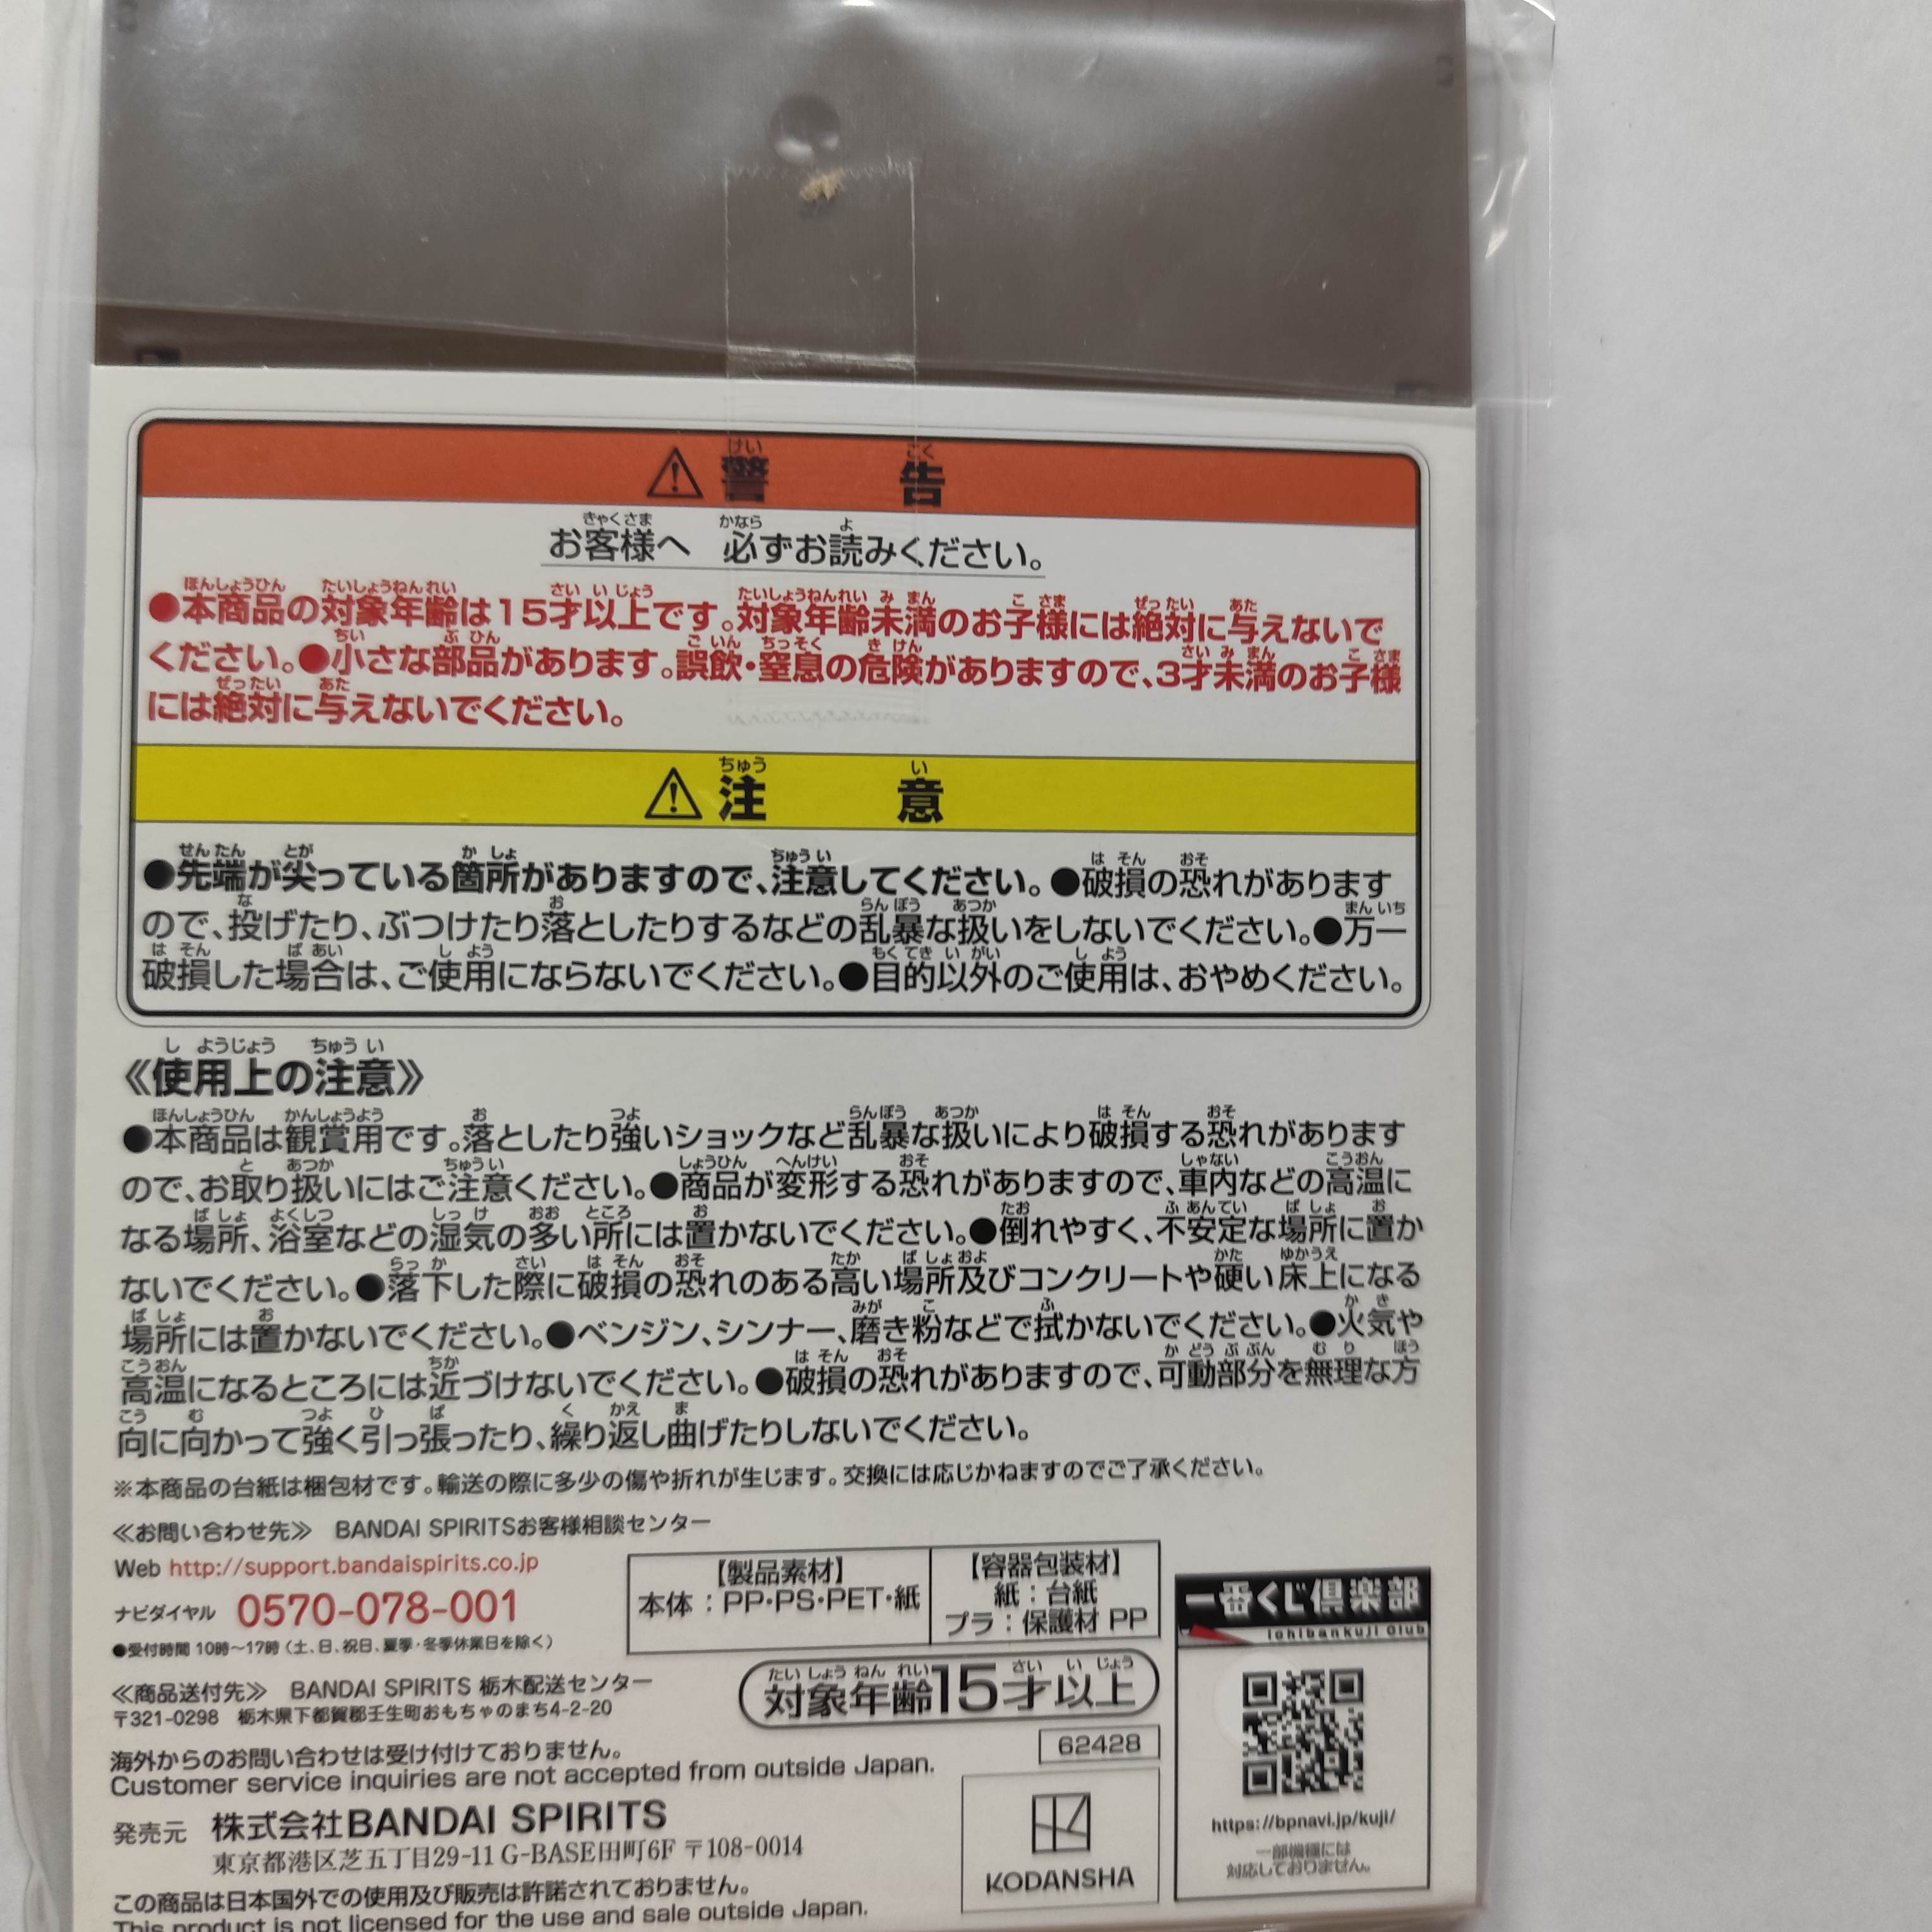 ⚠警告
お客様へ 必ずお読みください。
●本商品の対象年齢は15才以上です。対象年齢未満のお子様には絶対に与えないで
ください。●小さな部品があります。誤飲・窒息の危険がありますので、3才未満のお子様
には絶対に与えないでください。
⚠注意
●先端が尖っている箇所がありますので、注意してください。●破損の恐れがあります
ので、投げたり、ぶつけたり落としたりするなどの乱暴な扱いをしないでください。●万一
破損した場合は、ご使用にならないでください。●目的以外のご使用は、おやめください。
《使用上の注意》
●本商品は観賞用です。落としたり強いショックなど乱暴な扱いにより破損する恐れがあります
ので、お取り扱いにはご注意ください。●商品が変形する恐れがありますので、車内などの高温に
なる場所、浴室などの湿気の多い所には置かないでください。●倒れやすく、不安定な場所に置か
ないでください。●落下した際に破損の恐れのある高い場所及びコンクリートや硬い床上になる
場所には置かないでください。●ベンジン、シンナー、磨き粉などで拭かないでください。●火気や
高温になるところには近づけないでください。●破損の恐れがありますので、可動部分を無理な方
向に向かって強く引っ張ったり、繰り返し曲げたりしないでください。
※本商品の台紙は梱包材です。輸送の際に多少の傷や折れが生じます。交換には応じかねますのでご了承ください。
≪お問い合わせ先≫ BANDAI SPIRITSお客様相談センター
Web http://support.bandaispirits.co.jp
ナビダイヤル 0570-078-001
●受付時間 10時～17時（土、日、祝日、夏季・冬季休業日を除く）
【製品素材】
本体：PP・PS・PET・紙
【容器包装材】
紙：台紙
プラ：保護材 PP
≪商品送付先≫ BANDAI SPIRITS 栃木配送センター
〒321-0298 栃木県下都賀郡壬生町おもちゃのまち4-2-20
対象年齢15才以上
海外からのお問い合わせは受け付けておりません。
Customer service inquiries are not accepted from outside Japan.
62428
発売元 株式会社BANDAI SPIRITS
東京都港区芝五丁目29-11 G-BASE田町6F 〒108-0014
この商品は日本国外での使用及び販売は許諾されておりません。
This product is not licensed for the use and sale outside Japan.
KODANSHA
一番くじ倶楽部
Ichibankuji Club
https://bpnavi.jp/kuji/
一部機種には
対応しておりません。